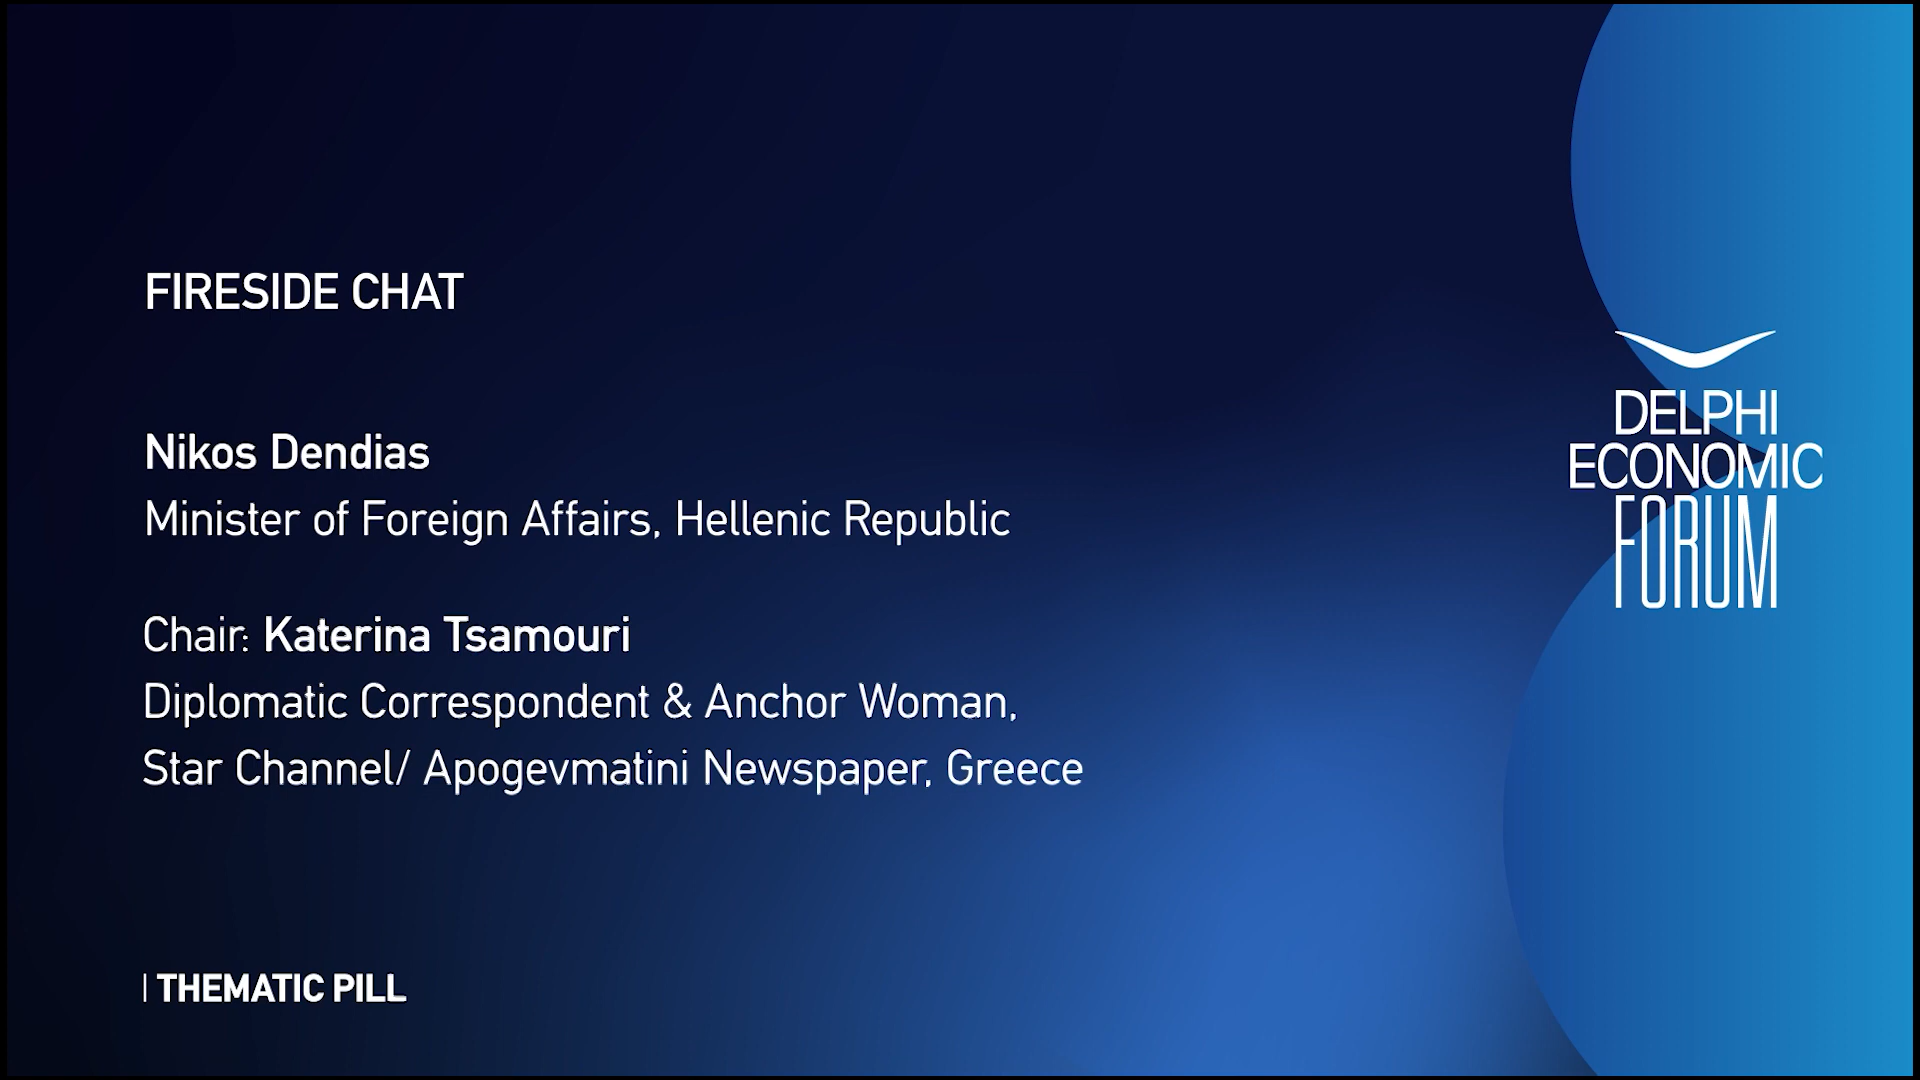 FIRESIDE CHAT
Nikos Dendias
Minister of Foreign Affairs, Hellenic Republic
Chair: Katerina Tsamouri
Diplomatic Correspondent & Anchor Woman,
Star Channel/ Apogevmatini Newspaper, Greece
| THEMATIC PILL
DELPHI
ECONOMIC
FORUM